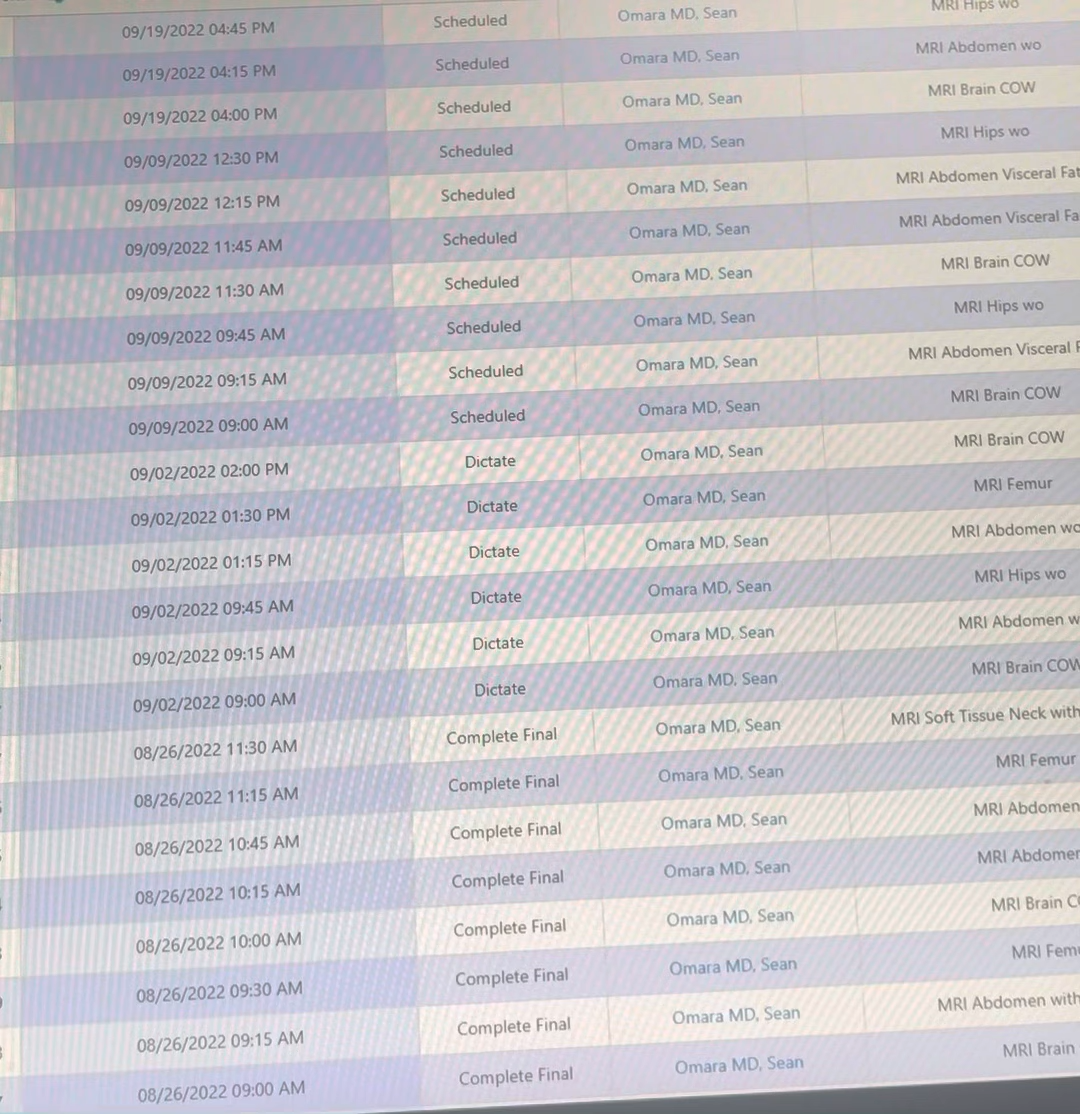 09/19/2022 04:45 PM Scheduled Omara MD, Sean MRI Hips wo
09/19/2022 04:15 PM Scheduled Omara MD, Sean MRI Abdomen wo
09/19/2022 04:00 PM Scheduled Omara MD, Sean MRI Brain COW
09/09/2022 12:30 PM Scheduled Omara MD, Sean MRI Hips wo
09/09/2022 12:15 PM Scheduled Omara MD, Sean MRI Abdomen Visceral Fat
09/09/2022 11:45 AM Scheduled Omara MD, Sean MRI Abdomen Visceral Fa
09/09/2022 11:30 AM Scheduled Omara MD, Sean MRI Brain COW
09/09/2022 09:45 AM Scheduled Omara MD, Sean MRI Hips wo
09/09/2022 09:15 AM Scheduled Omara MD, Sean MRI Abdomen Visceral F
09/09/2022 09:00 AM Scheduled Omara MD, Sean MRI Brain COW
09/02/2022 02:00 PM Dictate Omara MD, Sean MRI Brain COW
09/02/2022 01:30 PM Dictate Omara MD, Sean MRI Femur
09/02/2022 01:15 PM Dictate Omara MD, Sean MRI Abdomen wo
09/02/2022 09:45 AM Dictate Omara MD, Sean MRI Hips wo
09/02/2022 09:15 AM Dictate Omara MD, Sean MRI Abdomen w
09/02/2022 09:00 AM Dictate Omara MD, Sean MRI Brain COW
08/26/2022 11:30 AM Complete Final Omara MD, Sean MRI Soft Tissue Neck with
08/26/2022 11:15 AM Complete Final Omara MD, Sean MRI Femur
08/26/2022 10:45 AM Complete Final Omara MD, Sean MRI Abdomen
08/26/2022 10:15 AM Complete Final Omara MD, Sean MRI Abdomen
08/26/2022 10:00 AM Complete Final Omara MD, Sean MRI Brain CO
08/26/2022 09:30 AM Complete Final Omara MD, Sean MRI Femu
08/26/2022 09:15 AM Complete Final Omara MD, Sean MRI Abdomen with
08/26/2022 09:00 AM Complete Final Omara MD, Sean MRI Brain